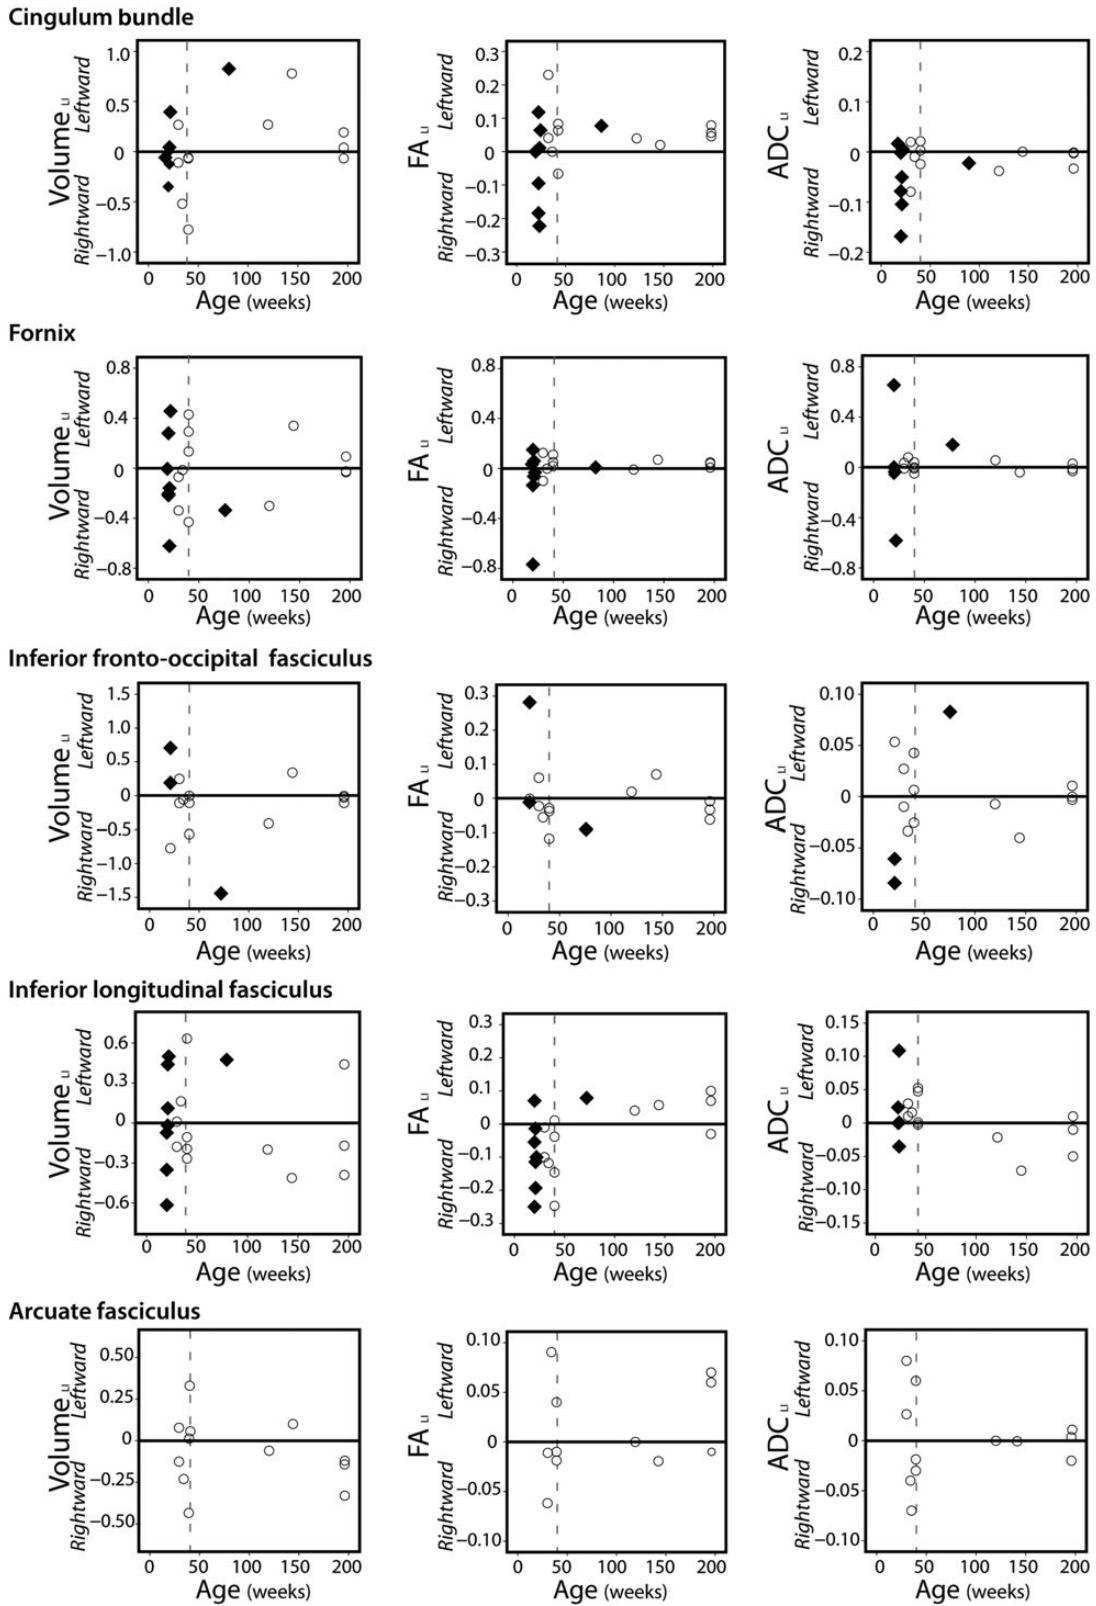 Cingulum bundle
Volume u Rightward Leftward
1.0
0.5
0
−0.5
−1.0
0 50 100 150 200
Age (weeks)
FA u Rightward Leftward
0.3
0.2
0.1
0
−0.1
−0.2
−0.3
0 50 100 150 200
Age (weeks)
ADC u Rightward Leftward
0.2
0.1
0
−0.1
−0.2
0 50 100 150 200
Age (weeks)
Fornix
Volume u Rightward Leftward
0.8
0.4
0
−0.4
−0.8
0 50 100 150 200
Age (weeks)
FA u Rightward Leftward
0.8
0.4
0
−0.4
−0.8
0 50 100 150 200
Age (weeks)
ADC u Rightward Leftward
0.8
0.4
0
−0.4
−0.8
0 50 100 150 200
Age (weeks)
Inferior fronto-occipital fasciculus
Volume u Rightward Leftward
1.5
1.0
0.5
0
−0.5
−1.0
−1.5
0 50 100 150 200
Age (weeks)
FA u Rightward Leftward
0.3
0.2
0.1
0
−0.1
−0.2
−0.3
0 50 100 150 200
Age (weeks)
ADC u Rightward Leftward
0.10
0.05
0
−0.05
−0.10
0 50 100 150 200
Age (weeks)
Inferior longitudinal fasciculus
Volume u Rightward Leftward
0.6
0.3
0
−0.3
−0.6
0 50 100 150 200
Age (weeks)
FA u Rightward Leftward
0.3
0.2
0.1
0
−0.1
−0.2
−0.3
0 50 100 150 200
Age (weeks)
ADC u Rightward Leftward
0.15
0.10
0.05
0
−0.05
−0.10
−0.15
0 50 100 150 200
Age (weeks)
Arcuate fasciculus
Volume u Rightward Leftward
0.50
0.25
0
−0.25
−0.50
0 50 100 150 200
Age (weeks)
FA u Rightward Leftward
0.10
0.05
0
−0.05
−0.10
0 50 100 150 200
Age (weeks)
ADC u Rightward Leftward
0.10
0.05
0
−0.05
−0.10
0 50 100 150 200
Age (weeks)